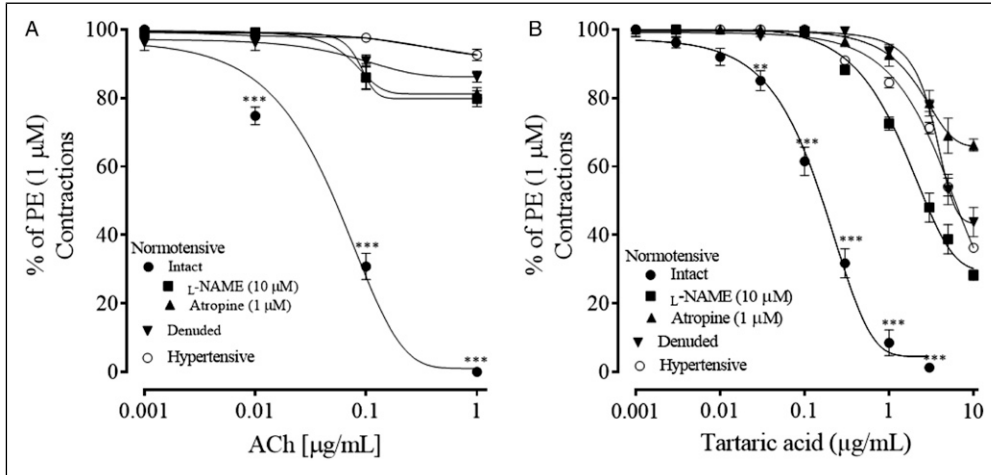 A
% of PE (1 μM)
Contractions
100
80
60
40
20
0
***
***
***
Normotensive
Intact
L-NAME (10 μM)
Atropine (1 μM)
Denuded
Hypertensive
0.001
0.01
0.1
1
ACh [μg/mL]
B
% of PE (1 μM)
Contractions
100
80
60
40
20
0
**
***
***
***
***
Normotensive
Intact
L-NAME (10 μM)
Atropine (1 μM)
Denuded
Hypertensive
0.001
0.01
0.1
1
10
Tartaric acid (μg/mL)